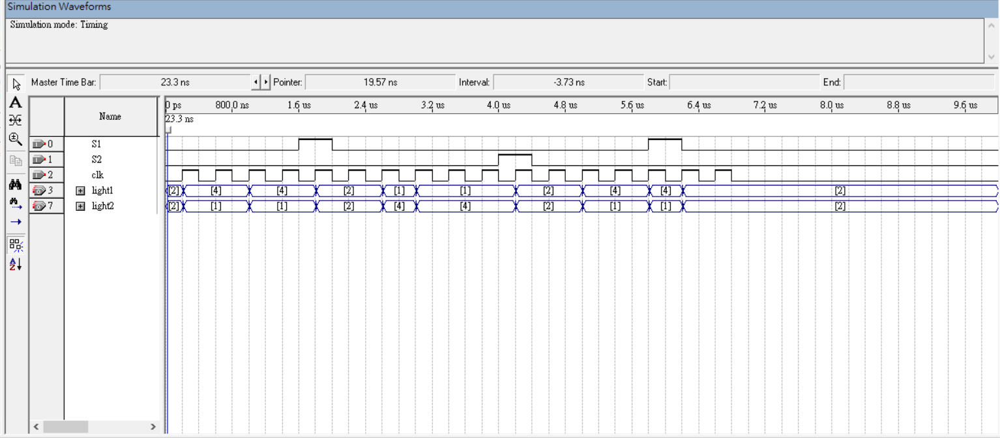 Simulation Waveforms
Simulation mode: Timing
Master Time Bar: 23.3 ns Pointer: 19.57 ns Interval: -3.73 ns Start: End:
Name
0 ps 800.0 ns 1.6 us 2.4 us 3.2 us 4.0 us 4.8 us 5.6 us 6.4 us 7.2 us 8.0 us 8.8 us 9.6 us
23.3 ns
0 S1
1 S2
2 clk
3 light1 [2] [4] [4] [2] [1] [1] [2] [4] [4] [2]
7 light2 [2] [1] [1] [2] [4] [4] [2] [1] [1] [2]